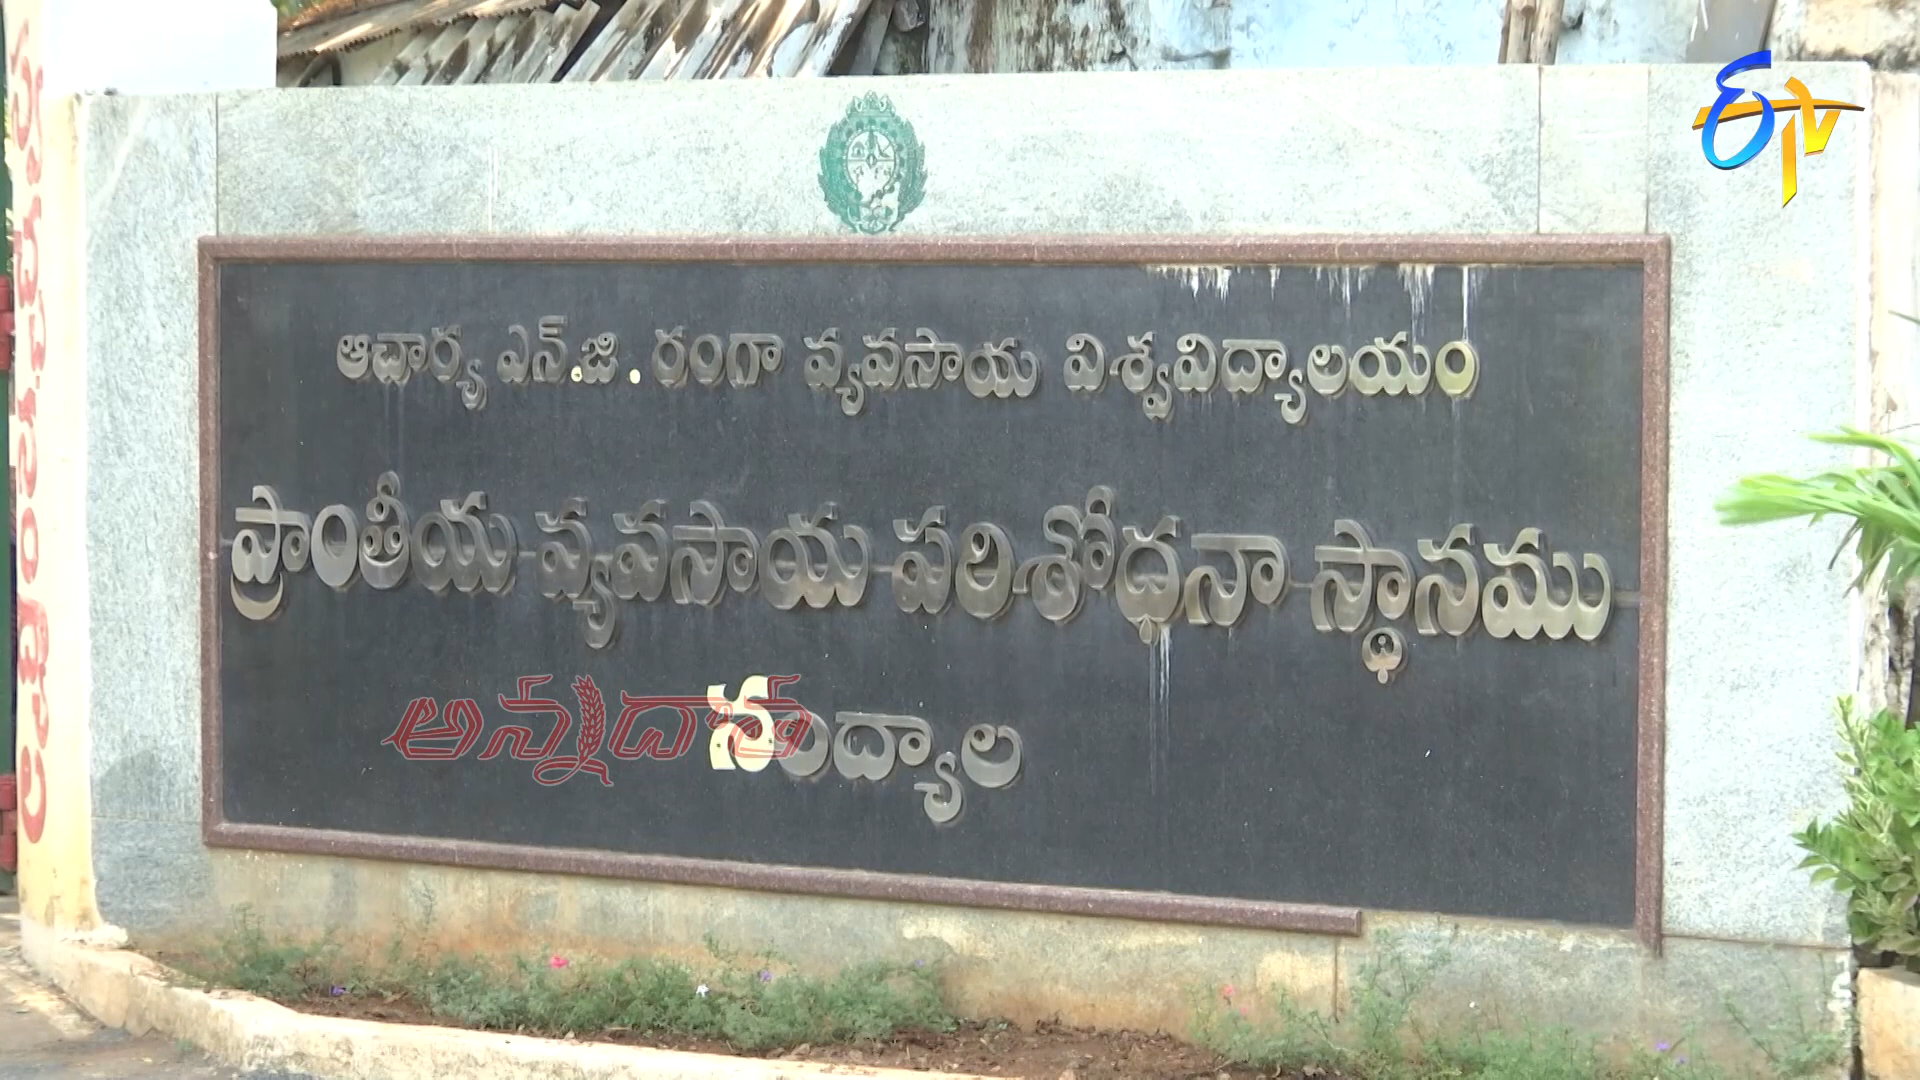 ETV
ఆచార్య ఎన్.జి. రంగా వ్యవసాయ విశ్వవిద్యాలయం
ప్రాంతీయ వ్యవసాయ పరిశోధనా స్థానము
నంద్యాల
అన్నదాత